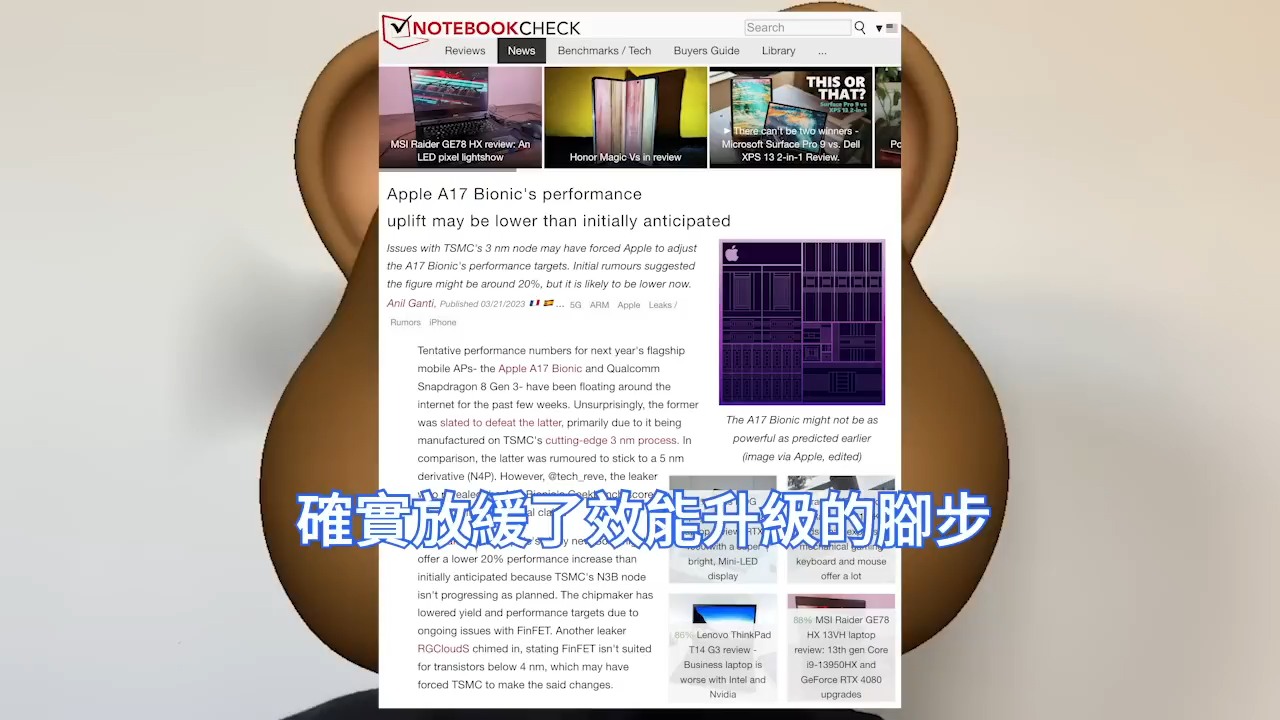 NOTEBOOKCHECK
Search
Reviews News Benchmarks / Tech Buyers Guide Library ...
MSI Raider GE78 HX review: An
LED pixel lightshow
Honor Magic Vs in review
THIS OR
THAT?
Surface Pro 9 vs
XPS 13 2-in-1
► There can't be two winners -
Microsoft Surface Pro 9 vs. Dell
XPS 13 2-in-1 Review.
Apple A17 Bionic's performance
uplift may be lower than initially anticipated
Issues with TSMC's 3 nm node may have forced Apple to adjust
the A17 Bionic's performance targets. Initial rumours suggested
the figure might be around 20%, but it is likely to be lower now.
Anil Ganti, Published 03/21/2023 ... 5G ARM Apple Leaks /
Rumors iPhone
Tentative performance numbers for next year's flagship
mobile APs- the Apple A17 Bionic and Qualcomm
Snapdragon 8 Gen 3- have been floating around the
internet for the past few weeks. Unsurprisingly, the former
was slated to defeat the latter, primarily due to it being
manufactured on TSMC's cutting-edge 3 nm process. In
comparison, the latter was rumoured to stick to a 5 nm
derivative (N4P). However, @tech_reve, the leaker
確實放緩了效能升級的腳步
offer a lower 20% performance increase than
initially anticipated because TSMC's N3B node
isn't progressing as planned. The chipmaker has
lowered yield and performance targets due to
ongoing issues with FinFET. Another leaker
RGCloudS chimed in, stating FinFET isn't suited
for transistors below 4 nm, which may have
forced TSMC to make the said changes.
The A17 Bionic might not be as
powerful as predicted earlier
(image via Apple, edited)
bright, Mini-LED
display
keyboard and mouse
offer a lot
86% Lenovo ThinkPad
T14 G3 review -
Business laptop is
worse with Intel and
Nvidia
88% MSI Raider GE78
HX 13VH laptop
review: 13th gen Core
i9-13950HX and
GeForce RTX 4080
upgrades